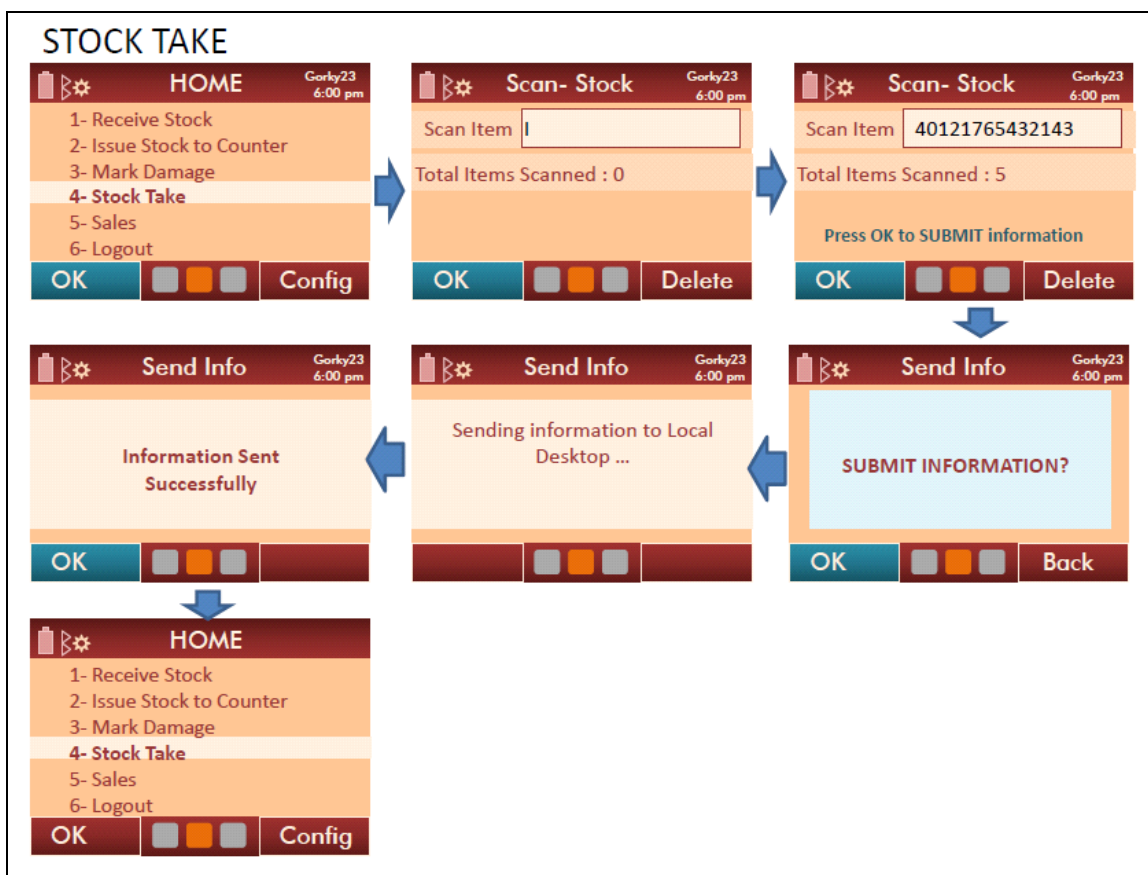 STOCK TAKE
HOME
Gorky23
6:00 pm
1- Receive Stock
2- Issue Stock to Counter
3- Mark Damage
4- Stock Take
5- Sales
6- Logout
OK
Config
Scan- Stock
Gorky23
6:00 pm
Scan Item I
Total Items Scanned : 0
OK
Delete
Scan- Stock
Gorky23
6:00 pm
Scan Item 40121765432143
Total Items Scanned : 5
Press OK to SUBMIT information
OK
Delete
Send Info
Gorky23
6:00 pm
SUBMIT INFORMATION?
OK
Back
Send Info
Gorky23
6:00 pm
Sending information to Local
Desktop ...
Send Info
Gorky23
6:00 pm
Information Sent
Successfully
OK
HOME
1- Receive Stock
2- Issue Stock to Counter
3- Mark Damage
4- Stock Take
5- Sales
6- Logout
OK
Config